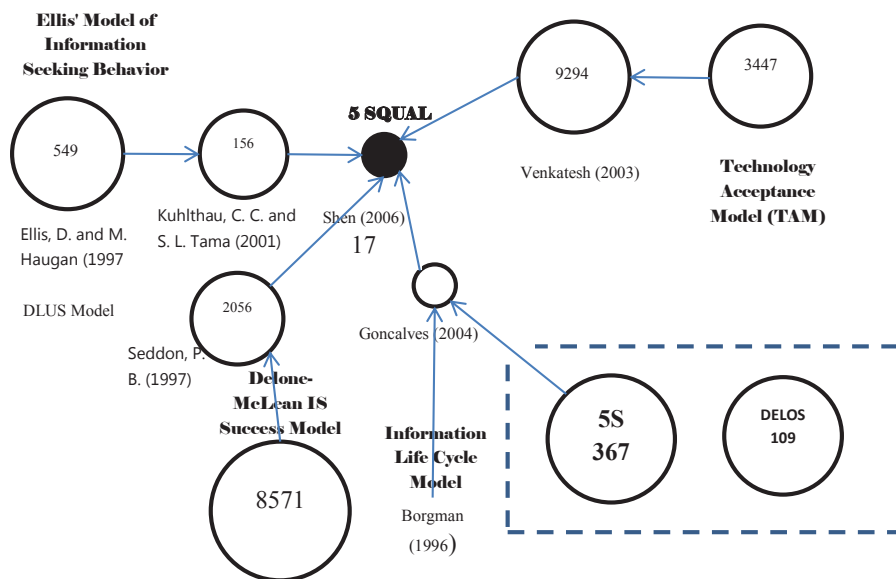 Ellis' Model of
Information
Seeking Behavior
549
156
5 SQUAL
9294
3447
Ellis, D. and M.
Haugan (1997
Kuhlthau, C. C. and
S. L. Tama (2001)
Shen (2006)
17
Venkatesh (2003)
Technology
Acceptance
Model (TAM)
DLUS Model
2056
Seddon, P.
B. (1997)
Goncalves (2004)
Delone-
McLean IS
Success Model
8571
Information
Life Cycle
Model
Borgman
(1996)
5S
367
DELOS
109